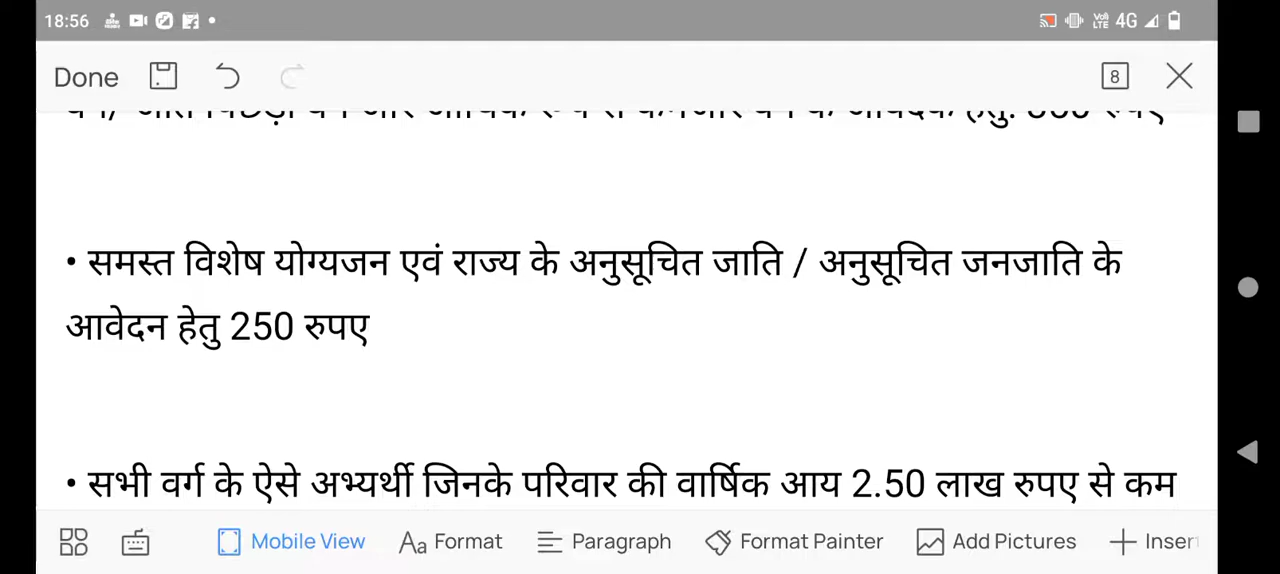 18:56 4G
Done 8
• समस्त विशेष योग्यजन एवं राज्य के अनुसूचित जाति / अनुसूचित जनजाति के
आवेदन हेतु 250 रुपए
• सभी वर्ग के ऐसे अभ्यर्थी जिनके परिवार की वार्षिक आय 2.50 लाख रुपए से कम
Mobile View Aa Format Paragraph Format Painter Add Pictures Inser